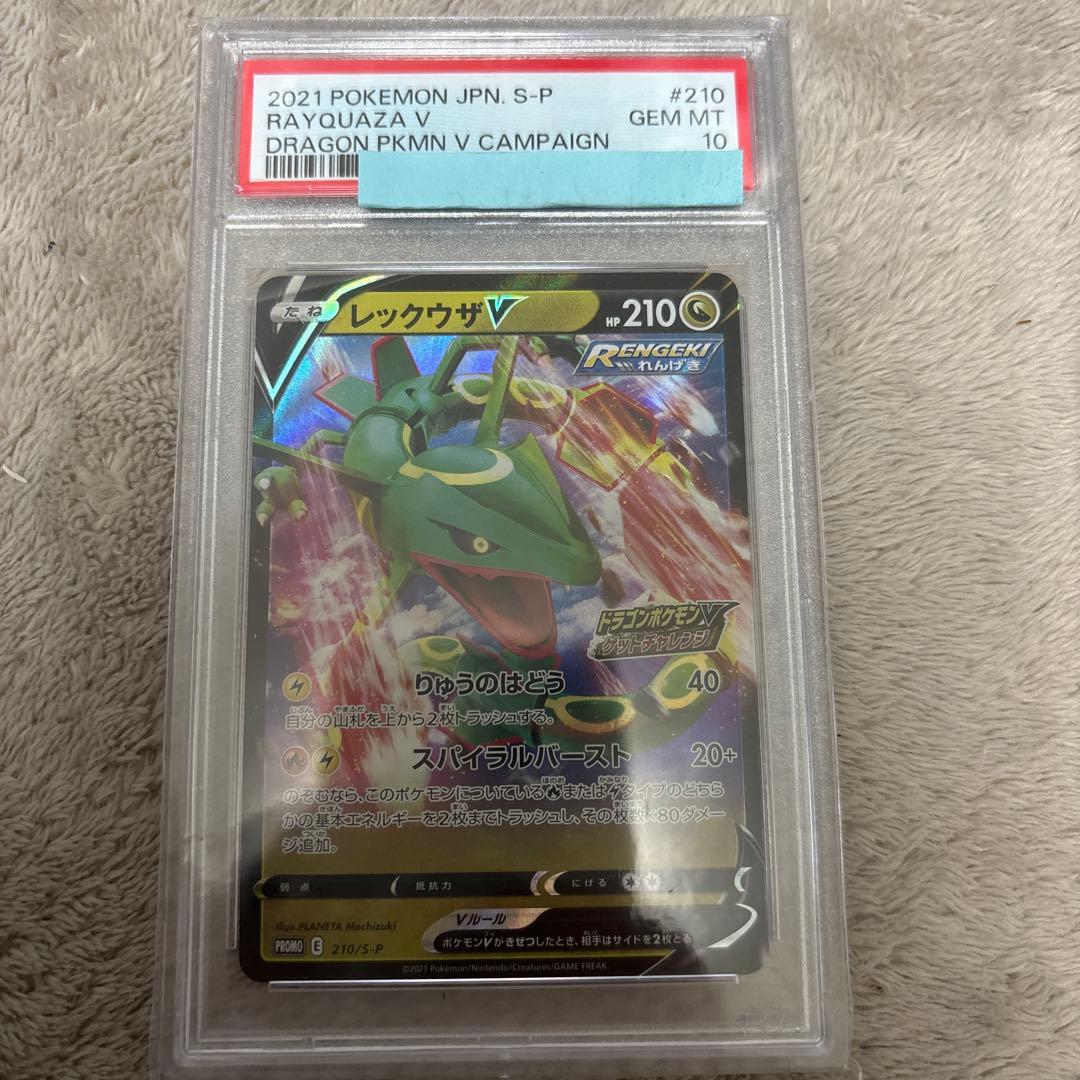 2021 POKEMON JPN. S-P #210
RAYQUAZA V GEM MT
DRAGON PKMN V CAMPAIGN 10
たね レックウザV HP 210
RENGEKI
れんげき
ドラゴンポケモンV
ゲットチャレンジ
りゅうのはどう 40
自分の山札を上から2枚トラッシュする。
スパイラルバースト 20+
のぞむなら、このポケモンについている またはタイプのどちら
かの基本エネルギーを2枚までトラッシュし、その枚数×80ダメー
ジ追加。
弱点 抵抗力 にげる
Illus. PLANETA Mochizuki
Vルール
ポケモンVがきぜつしたとき、相手はサイドを2枚とる
PROMO E 210/S-P
©2021 Pokémon/Nintendo/Creatures/GAME FREAK.